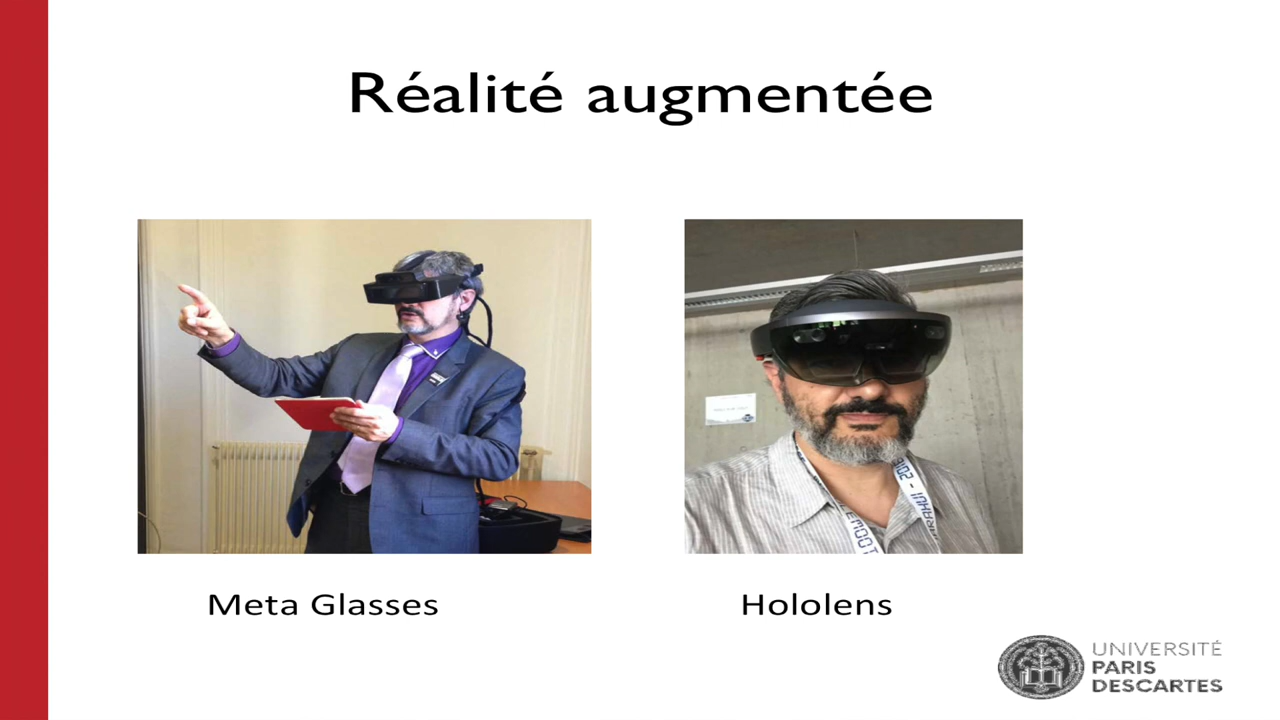 Réalité augmentée
Meta Glasses
Hololens
UNIVERSITÉ
PARIS
DESCARTES